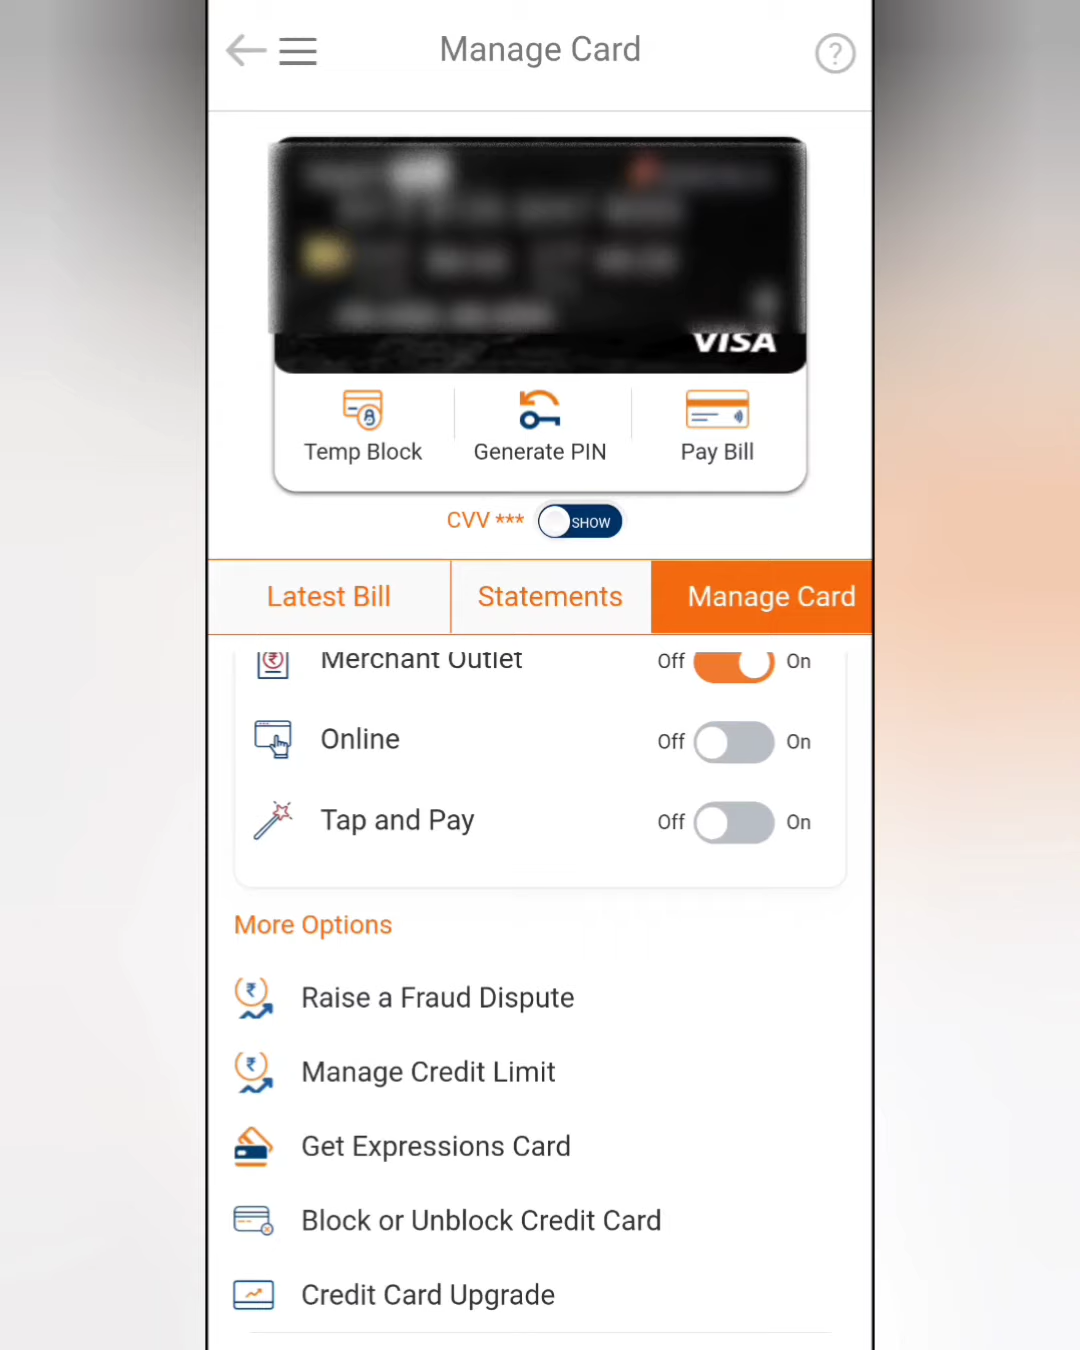 Manage Card
VISA
Temp Block
Generate PIN
Pay Bill
CVV ***
SHOW
Latest Bill
Statements
Manage Card
Merchant Outlet
Off
On
Online
Off
On
Tap and Pay
Off
On
More Options
Raise a Fraud Dispute
Manage Credit Limit
Get Expressions Card
Block or Unblock Credit Card
Credit Card Upgrade